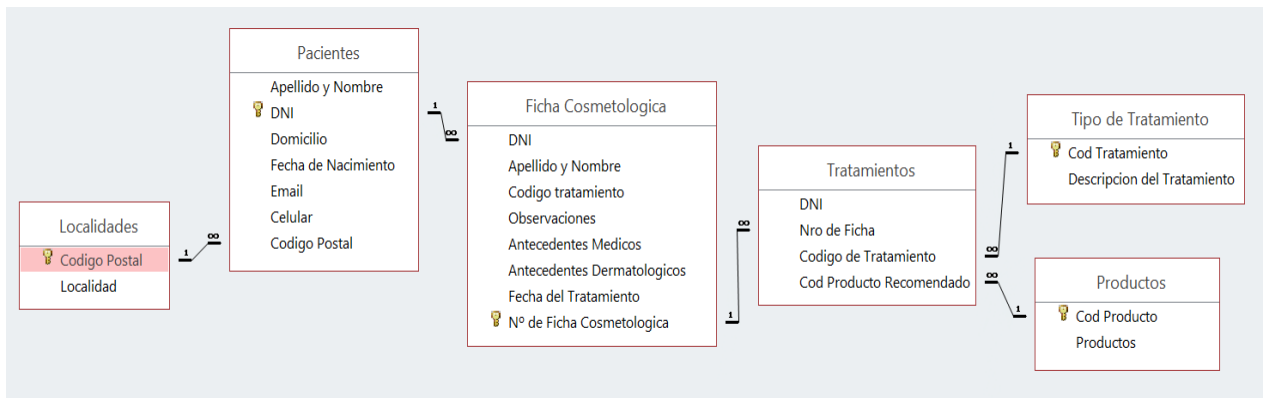 Localidades
Codigo Postal
Localidad
1
∞
Pacientes
Apellido y Nombre
DNI
Domicilio
Fecha de Nacimiento
Email
Celular
Codigo Postal
1
∞
Ficha Cosmetologica
DNI
Apellido y Nombre
Codigo tratamiento
Observaciones
Antecedentes Medicos
Antecedentes Dermatologicos
Fecha del Tratamiento
Nº de Ficha Cosmetologica
1
∞
Tratamientos
DNI
Nro de Ficha
Codigo de Tratamiento
Cod Producto Recomendado
∞
1
∞
1
Tipo de Tratamiento
Cod Tratamiento
Descripcion del Tratamiento
Productos
Cod Producto
Productos